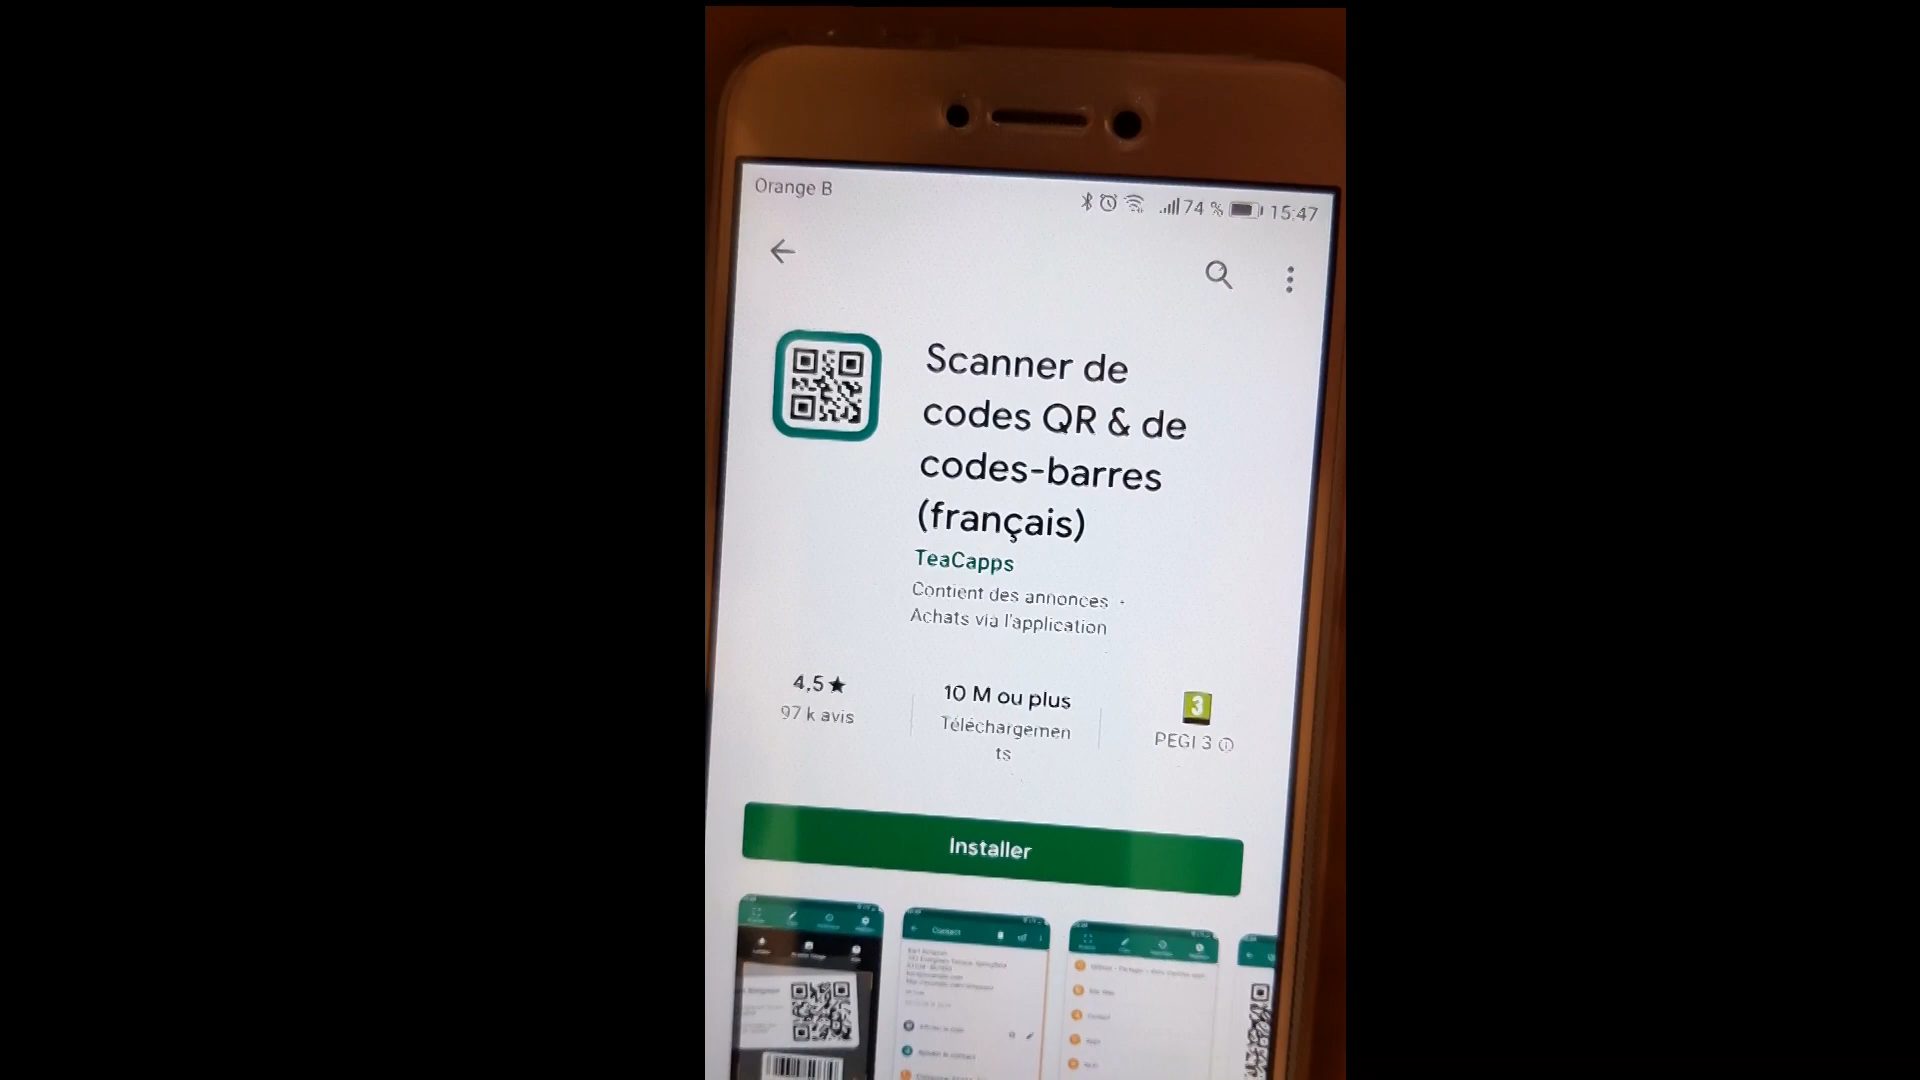 Orange B
74 % 15:47
Scanner de
codes QR & de
codes-barres
(français)
TeaCapps
Contient des annonces •
Achats via l'application
4,5★
97 k avis
10 M ou plus
Téléchargemen
ts
3
PEGI 3
Installer
Contact